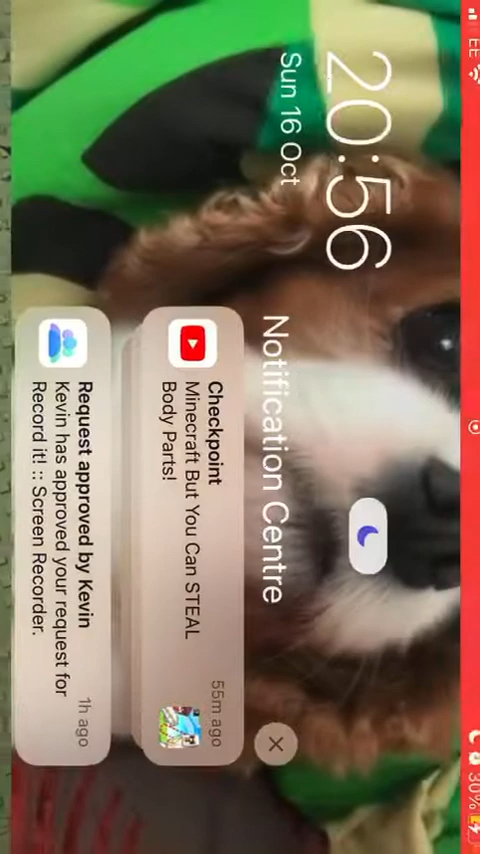 EE 30%
20:56
Sun 16 Oct
Notification Centre
Checkpoint 55m ago
Minecraft But You Can STEAL
Body Parts!
Request approved by Kevin 1h ago
Kevin has approved your request for
Record it! :: Screen Recorder.